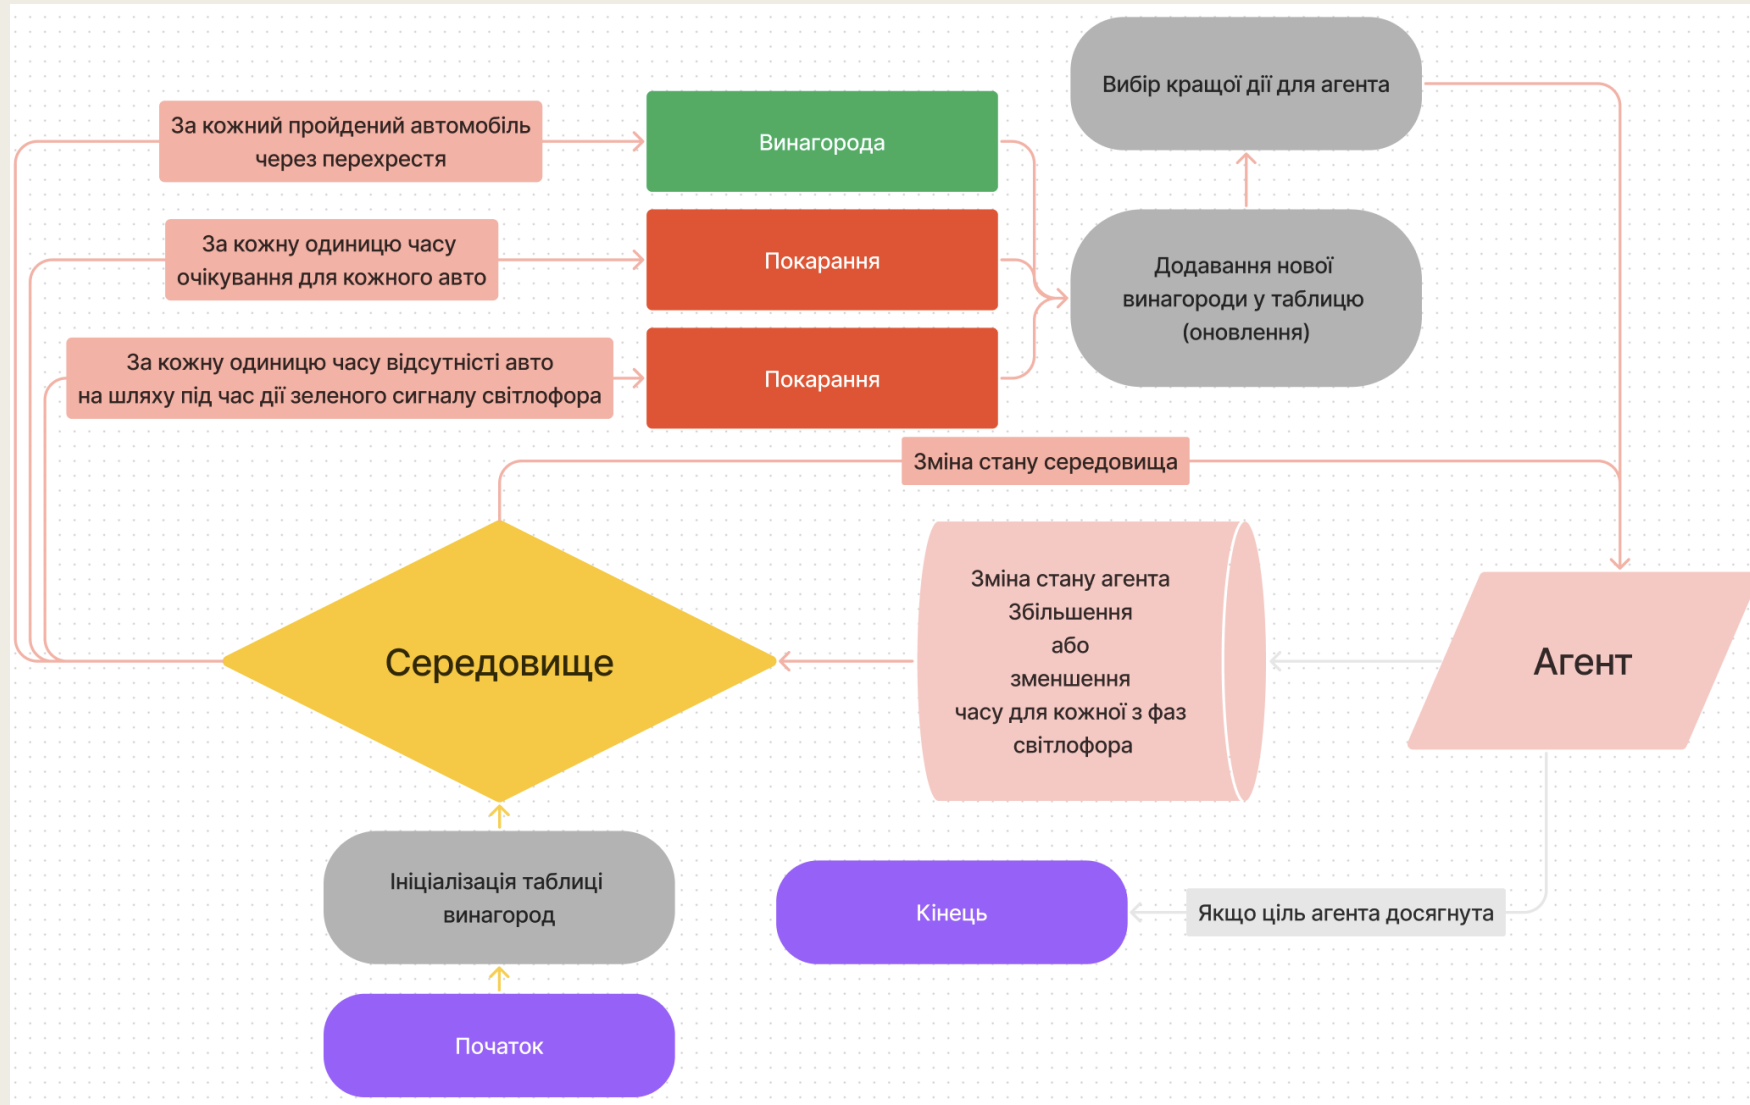 Вибір кращої дії для агента
За кожний пройдений автомобіль
через перехрестя
Винагорода
За кожну одиницю часу
очікування для кожного авто
Покарання
Додавання нової
винагороди у таблицю
(оновлення)
За кожну одиницю часу відсутності авто
на шляху під час дії зеленого сигналу світлофора
Покарання
Зміна стану середовища
Середовище
Зміна стану агента
Збільшення
або
зменшення
часу для кожної з фаз
світлофора
Агент
Ініціалізація таблиці
винагород
Кінець
Якщо ціль агента досягнута
Початок